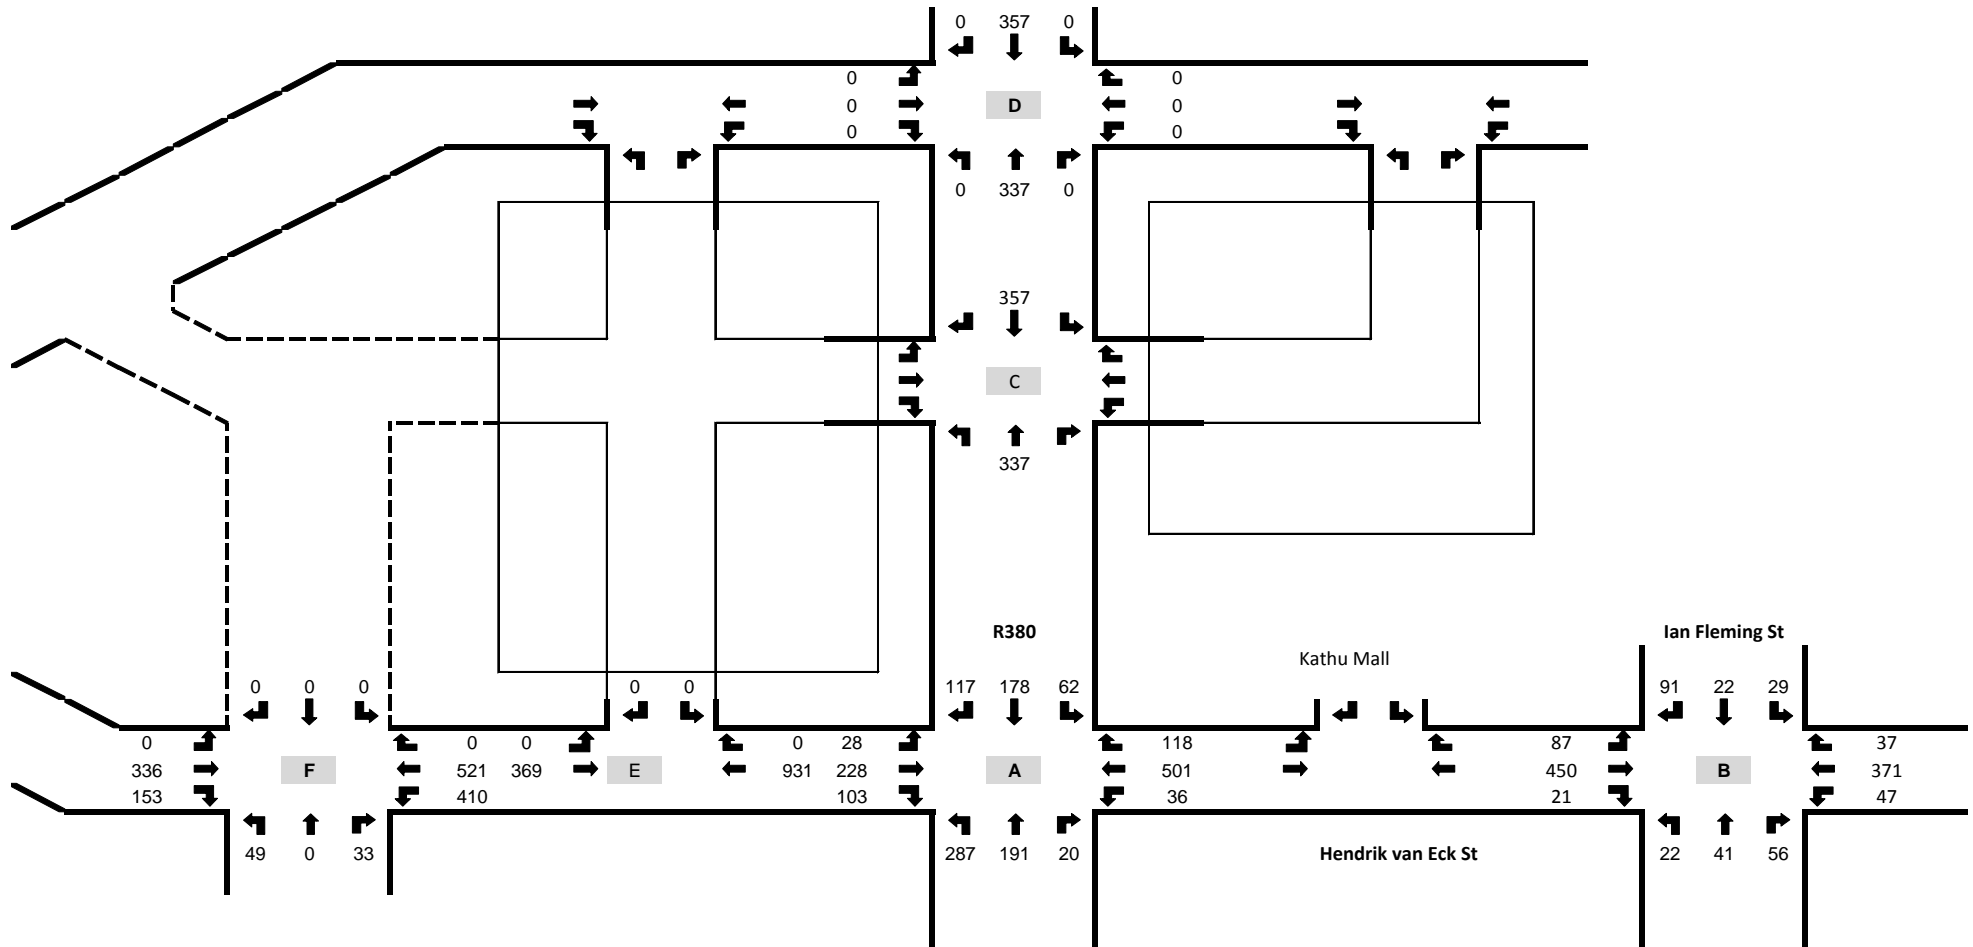 0 357 0
0 0
0 D 0
0 0
0 337 0
357
C
337
R380 Ian Fleming St
Kathu Mall
0 0 0 0 0 117 178 62 91 22 29
0 0 0 0 28 118 87 37
336 F 521 369 E 931 228 A 501 450 B 371
153 410 103 36 21 47
49 0 33 287 191 20 Hendrik van Eck St 22 41 56